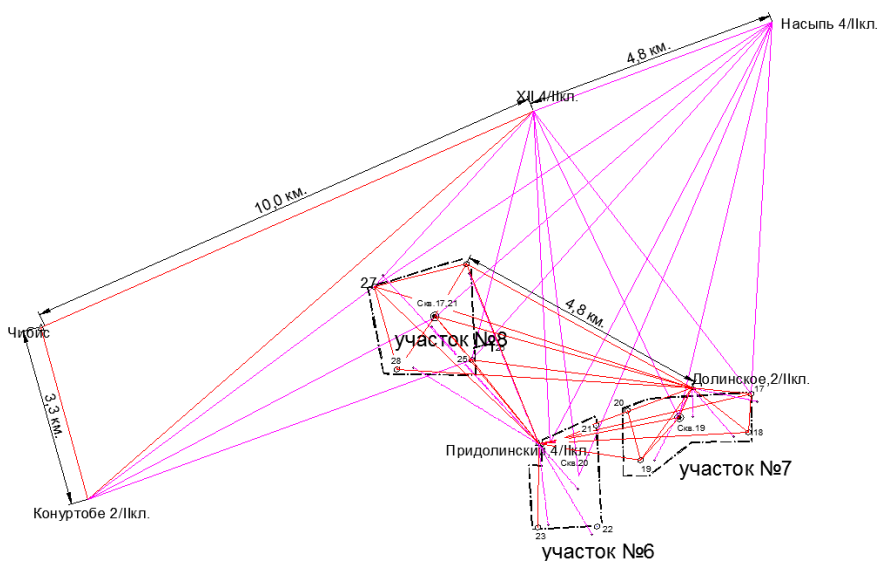 Насыпь 4/IIкл.
4,8 км.
XII 4/IIкл.
10,0 км.
27
Скв.17,21
4,8 км.
Чибис
участок №8
25
28
Долинское,2/IIкл.
17
20
3,3 км.
21
Скв.19
18
Придолинский 4/IIкл.
Скв.20
19
участок №7
Конуртобе 2/IIкл.
23
22
участок №6